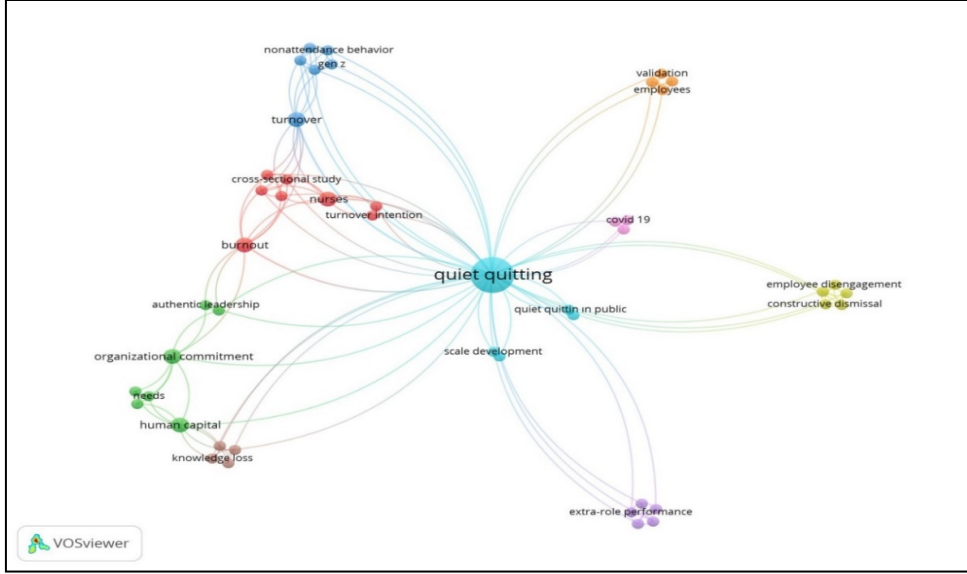 nonattendance behavior
gen z
validation
employees
turnover
cross-sectional study
nurses
turnover intention
covid 19
burnout
quiet quitting
employee disengagement
constructive dismissal
authentic leadership
quiet quittin in public
scale development
organizational commitment
needs
human capital
knowledge loss
extra-role performance
VOSviewer